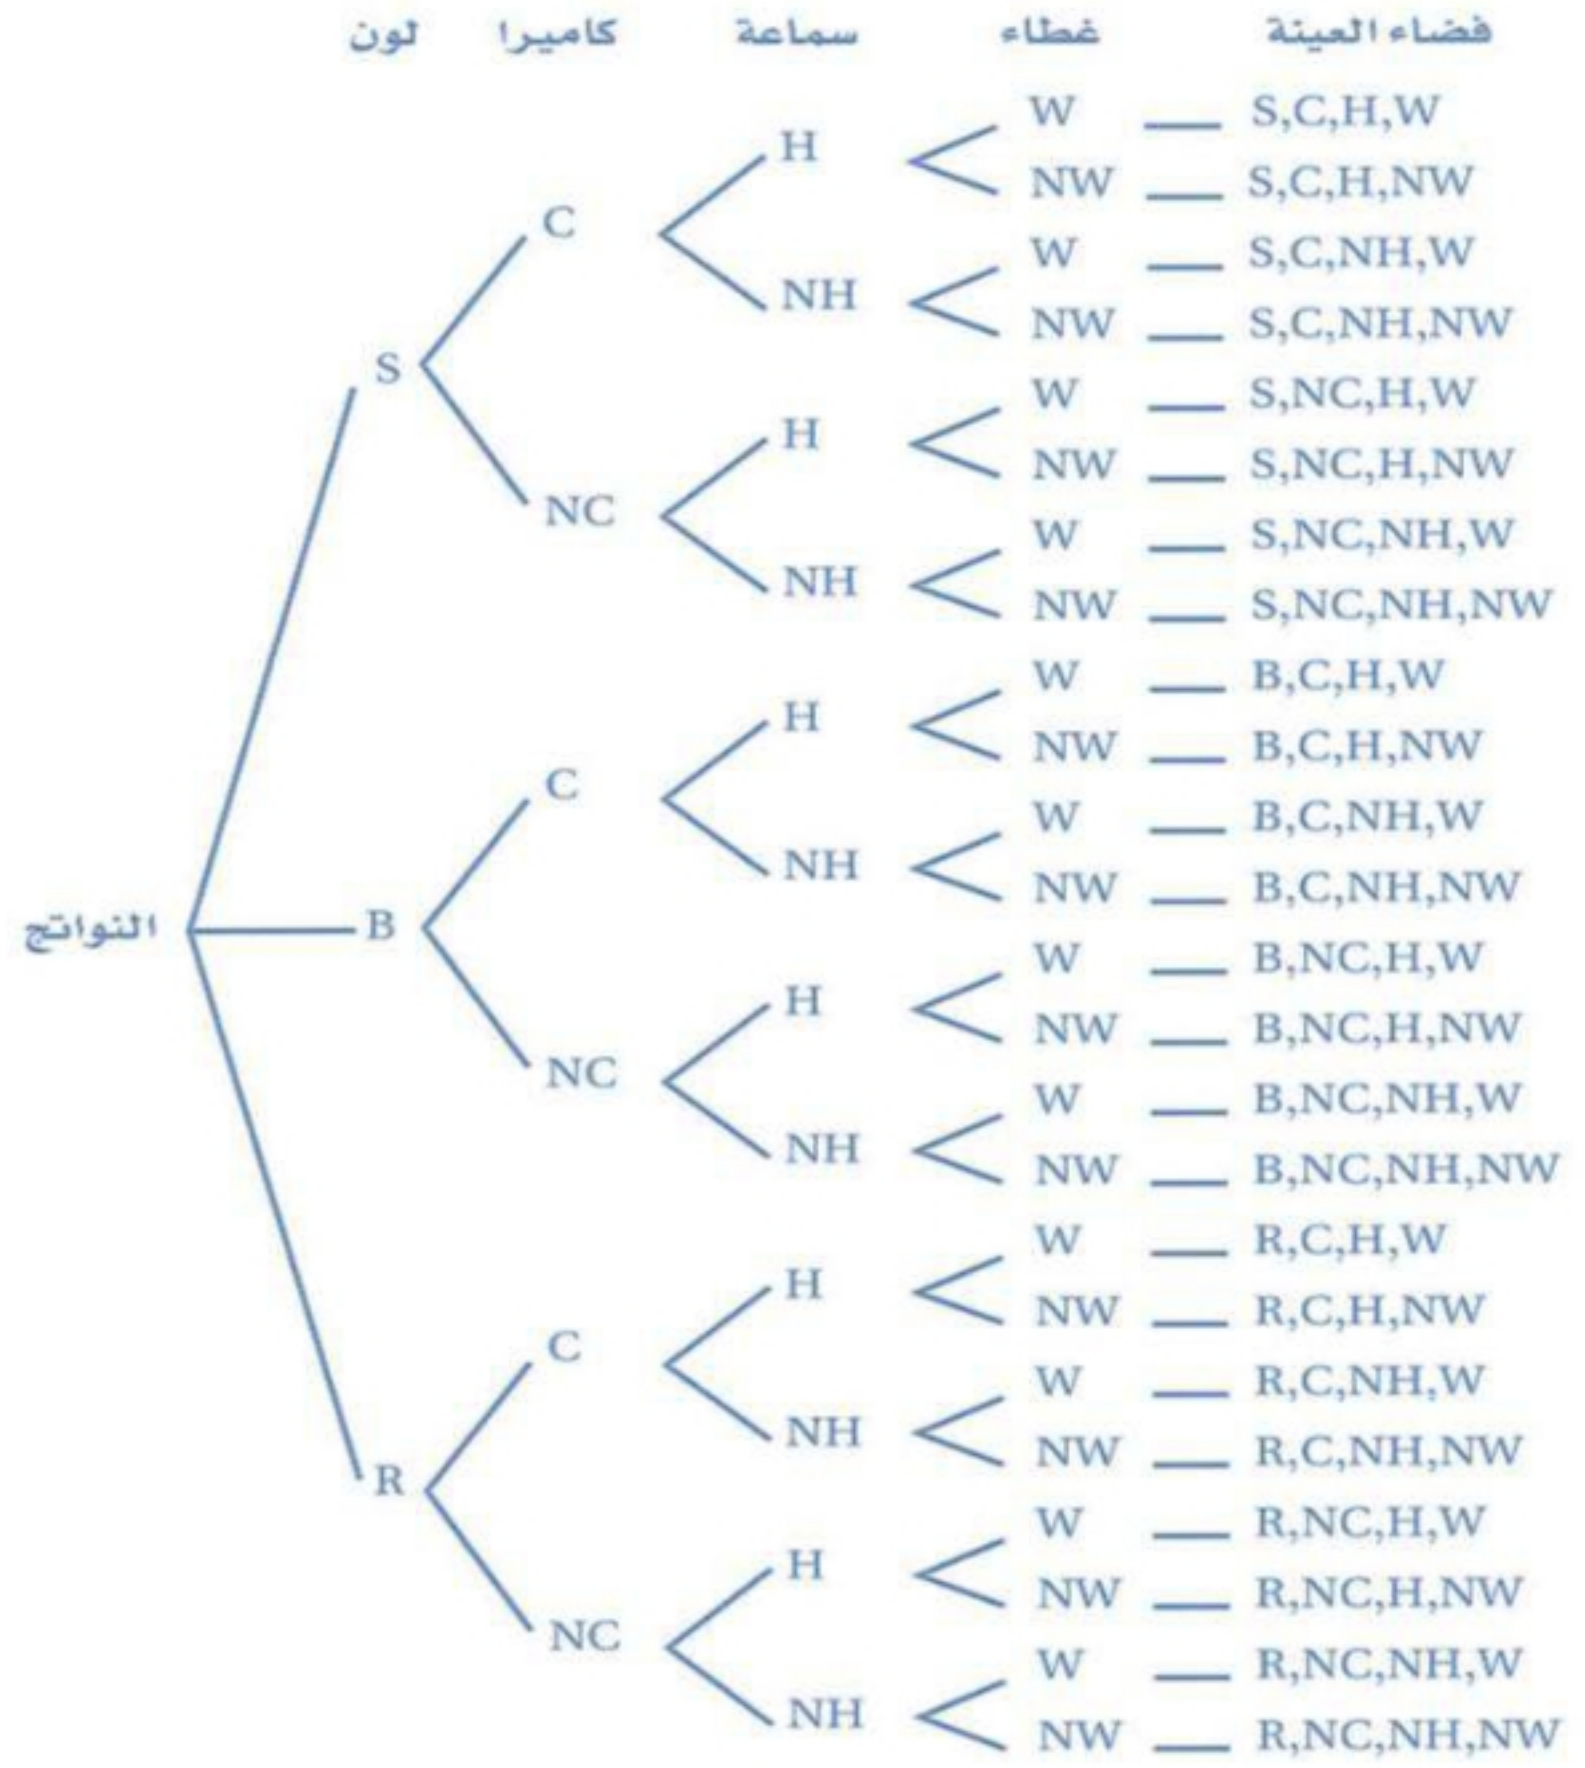 لون كاميرا سماعة غطاء فضاء العينة
W S,C,H,W
H
NW S,C,H,NW
C
W S,C,NH,W
NH
NW S,C,NH,NW
S
W S,NC,H,W
H
NW S,NC,H,NW
NC
W S,NC,NH,W
NH
NW S,NC,NH,NW
W B,C,H,W
H
NW B,C,H,NW
C
W B,C,NH,W
NH
NW B,C,NH,NW
النواتج B
W B,NC,H,W
H
NW B,NC,H,NW
NC
W B,NC,NH,W
NH
NW B,NC,NH,NW
W R,C,H,W
H
NW R,C,H,NW
C
W R,C,NH,W
NH
NW R,C,NH,NW
R
W R,NC,H,W
H
NW R,NC,H,NW
NC
W R,NC,NH,W
NH
NW R,NC,NH,NW